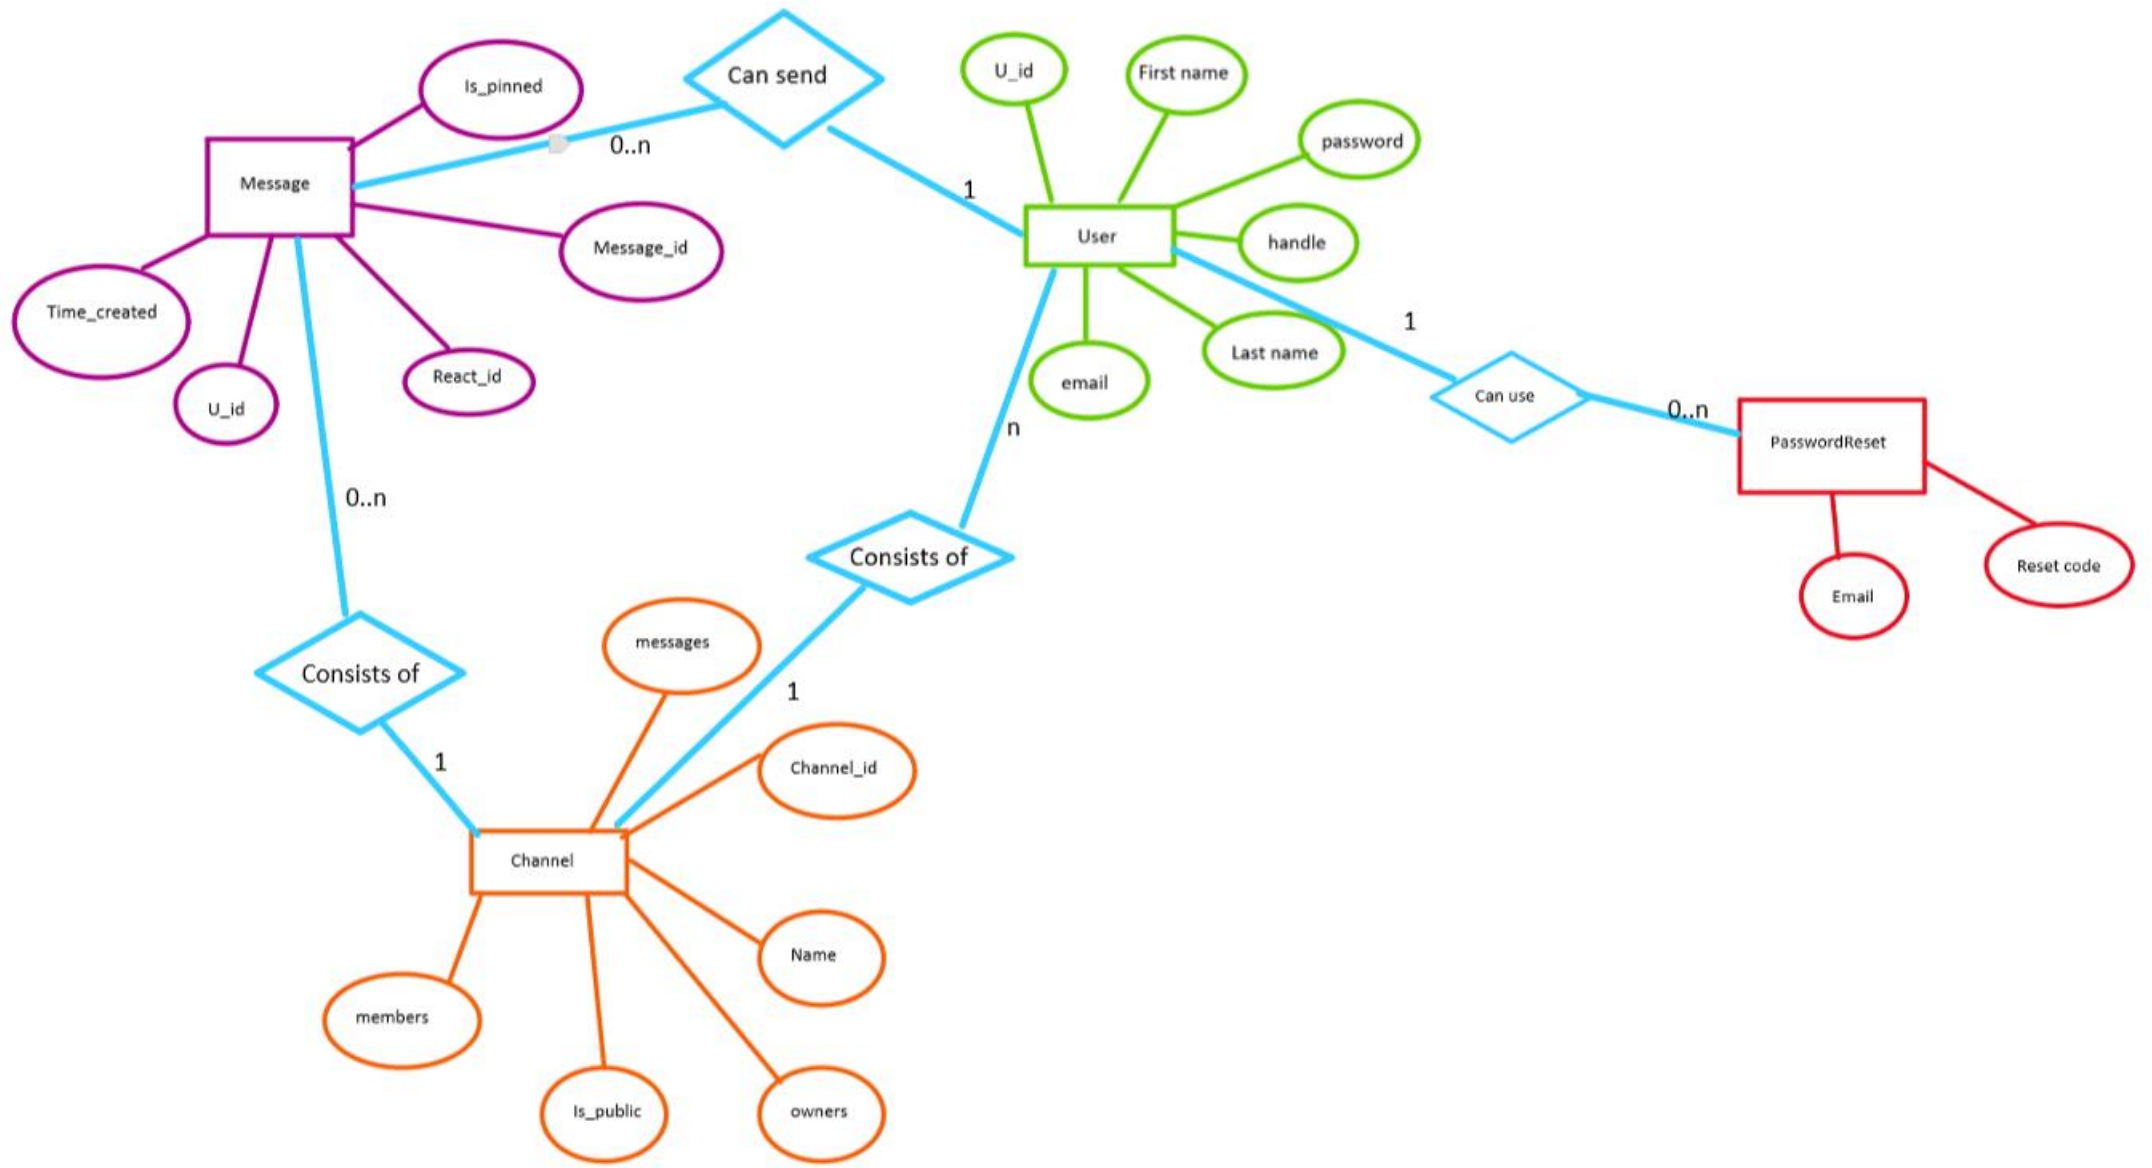 Can send
U_id
First name
Is_pinned
password
0..n
Message
1
User
handle
Message_id
Time_created
1
Last name
React_id
email
Can use
U_id
0..n
n
PasswordReset
0..n
Consists of
Reset code
Email
messages
Consists of
1
1
Channel_id
Channel
Name
members
Is_public
owners